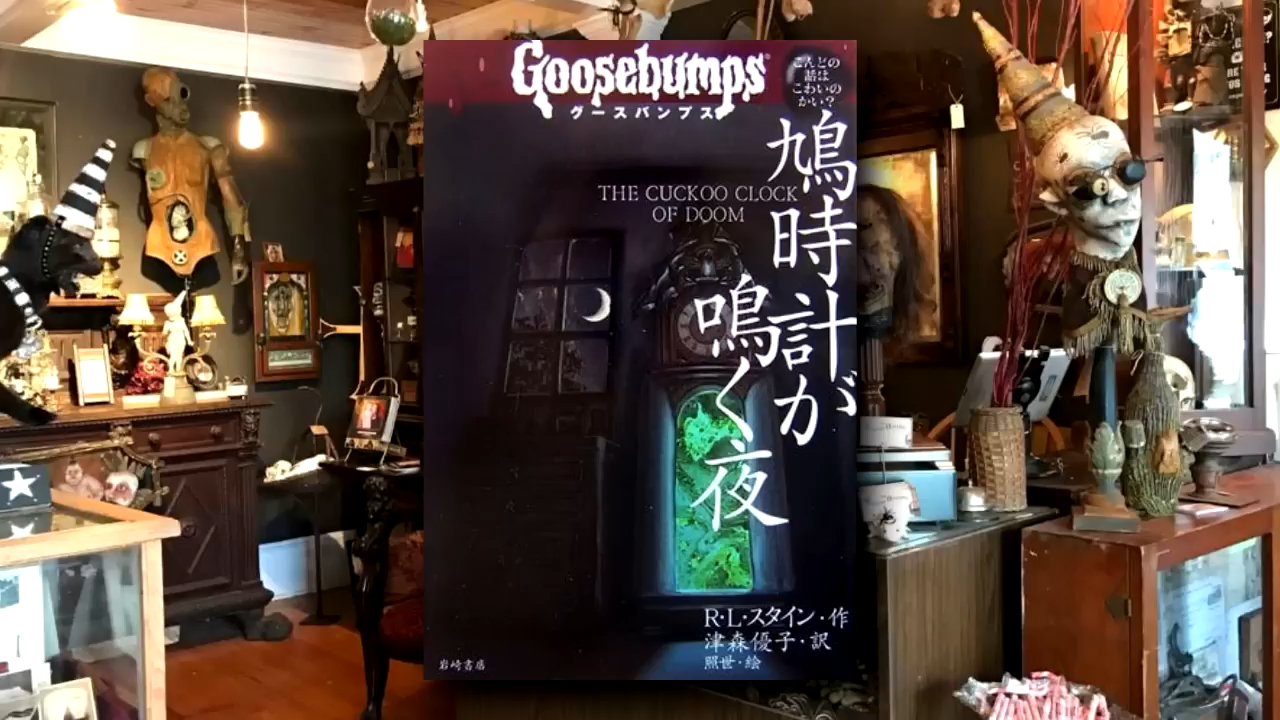 Goosebumps
グースバンプス
こんどの
話は
こわいの
かい？
THE CUCKOO CLOCK
OF DOOM
鳩時計が
鳴く夜
R·L·スタイン・作
津森優子・訳
照世・絵
岩崎書店